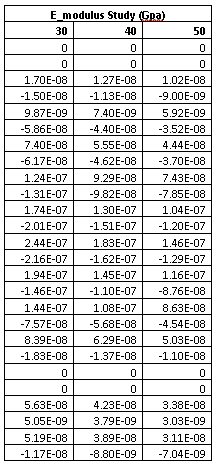 E_modulus Study (Gpa)
30 40 50
0 0 0
0 0 0
1.70E-08 1.27E-08 1.02E-08
-1.50E-08 -1.13E-08 -9.00E-09
9.87E-09 7.40E-09 5.92E-09
-5.86E-08 -4.40E-08 -3.52E-08
7.40E-08 5.55E-08 4.44E-08
-6.17E-08 -4.62E-08 -3.70E-08
1.24E-07 9.29E-08 7.43E-08
-1.31E-07 -9.82E-08 -7.85E-08
1.74E-07 1.30E-07 1.04E-07
-2.01E-07 -1.51E-07 -1.20E-07
2.44E-07 1.83E-07 1.46E-07
-2.16E-07 -1.62E-07 -1.29E-07
1.94E-07 1.45E-07 1.16E-07
-1.46E-07 -1.10E-07 -8.76E-08
1.44E-07 1.08E-07 8.63E-08
-7.57E-08 -5.68E-08 -4.54E-08
8.39E-08 6.29E-08 5.03E-08
-1.83E-08 -1.37E-08 -1.10E-08
0 0 0
0 0 0
5.63E-08 4.23E-08 3.38E-08
5.05E-09 3.79E-09 3.03E-09
5.19E-08 3.89E-08 3.11E-08
-1.17E-08 -8.80E-09 -7.04E-09